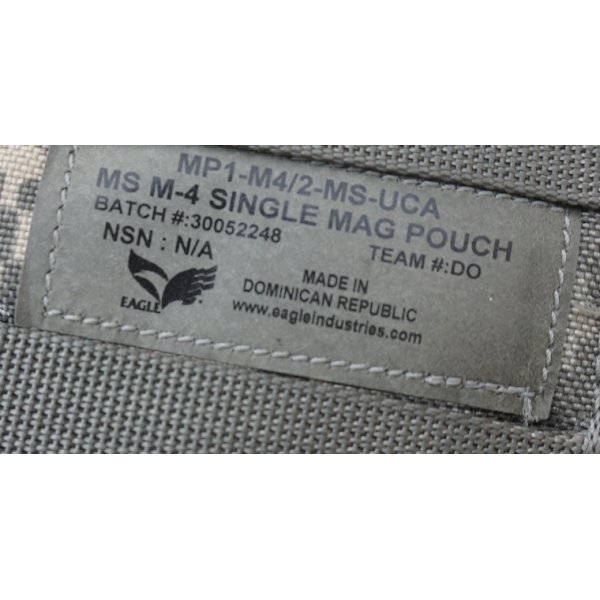 MP1-M4/2-MS-UCA
MS M-4 SINGLE MAG POUCH
BATCH #:30052248
NSN : N/A
TEAM #:DO
EAGLE
MADE IN
DOMINICAN REPUBLIC
www.eagleindustries.com